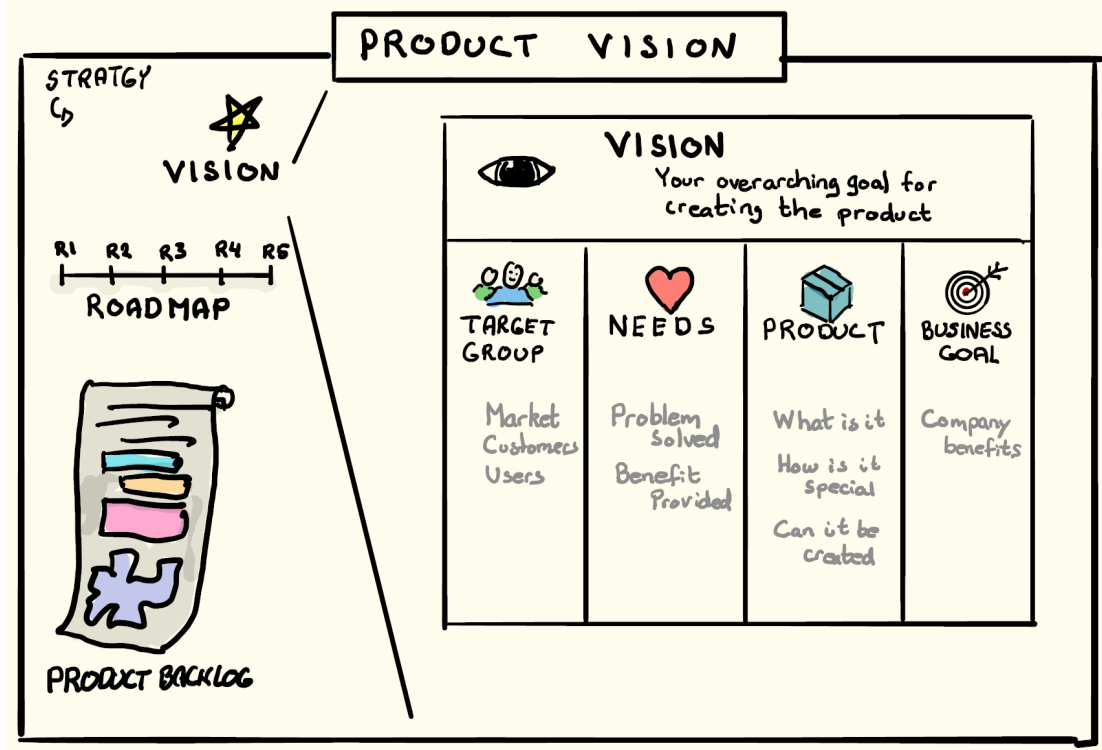 PRODUCT VISION
STRATGY
VISION
R1 R2 R3 R4 R5
ROADMAP
PRODUCT BACKLOG
VISION
Your overarching goal for
creating the product
TARGET
GROUP
Market
Customers
Users
NEEDS
Problem
solved
Benefit
Provided
PRODUCT
What is it
How is it
special
Can it be
created
BUSINESS
GOAL
Company
benefits